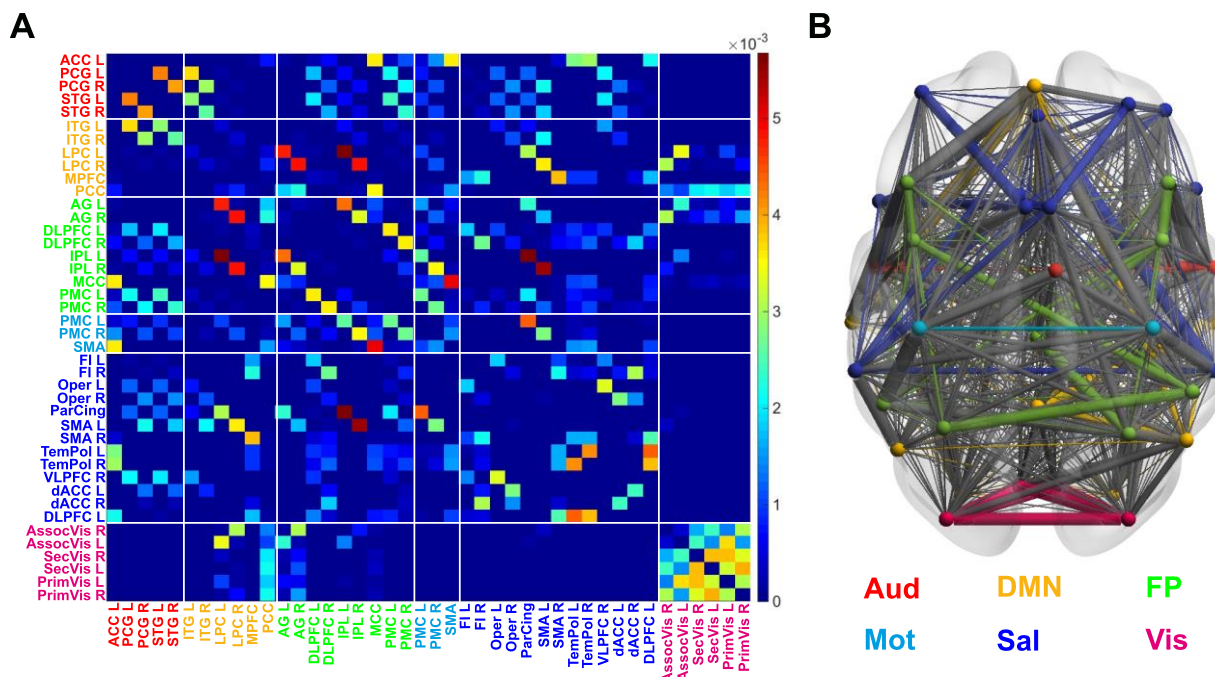 A
B
×10⁻³
ACC L
PCG L
PCG R
STG L
STG R
ITG L
ITG R
LPC L
LPC R
MPFC
PCC
AG L
AG R
DLPFC L
DLPFC R
IPL L
IPL R
MCC
PMC L
PMC R
PMC L
PMC R
SMA
FI L
FI R
Oper L
Oper R
ParCing
SMA L
SMA R
TemPol L
TemPol R
VLPFC R
dACC L
dACC R
DLPFC L
AssocVis R
AssocVis L
SecVis R
SecVis L
PrimVis L
PrimVis R
5
4
3
2
1
0
ACC L
PCG L
PCG R
STG L
STG R
ITG L
ITG R
LPC L
LPC R
MPFC
PCC
AG L
AG R
DLPFC L
DLPFC R
IPL L
IPL R
MCC
PMC L
PMC R
PMC L
PMC R
SMA
FI L
FI R
Oper L
Oper R
ParCing
SMA L
SMA R
TemPol L
TemPol R
VLPFC R
dACC L
dACC R
DLPFC L
AssocVis R
AssocVis L
SecVis R
SecVis L
PrimVis L
PrimVis R
Aud DMN FP
Mot Sal Vis